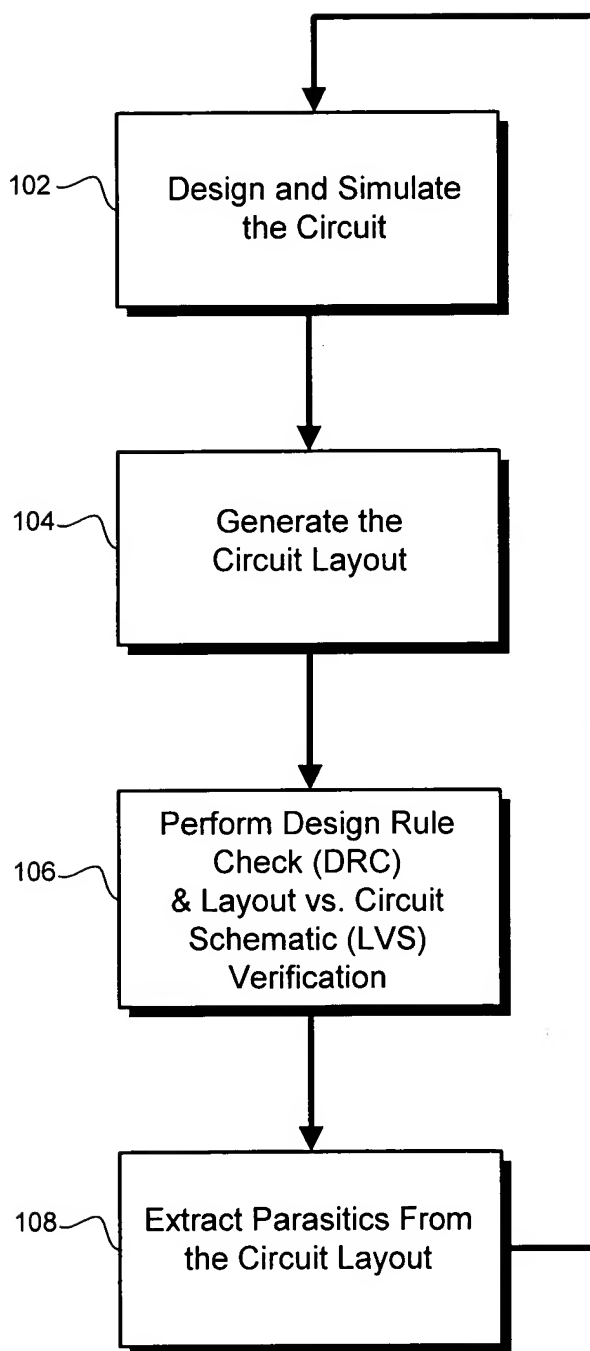 102
Design and Simulate
the Circuit
104
Generate the
Circuit Layout
106
Perform Design Rule
Check (DRC)
& Layout vs. Circuit
Schematic (LVS)
Verification
108
Extract Parasitics From
the Circuit Layout